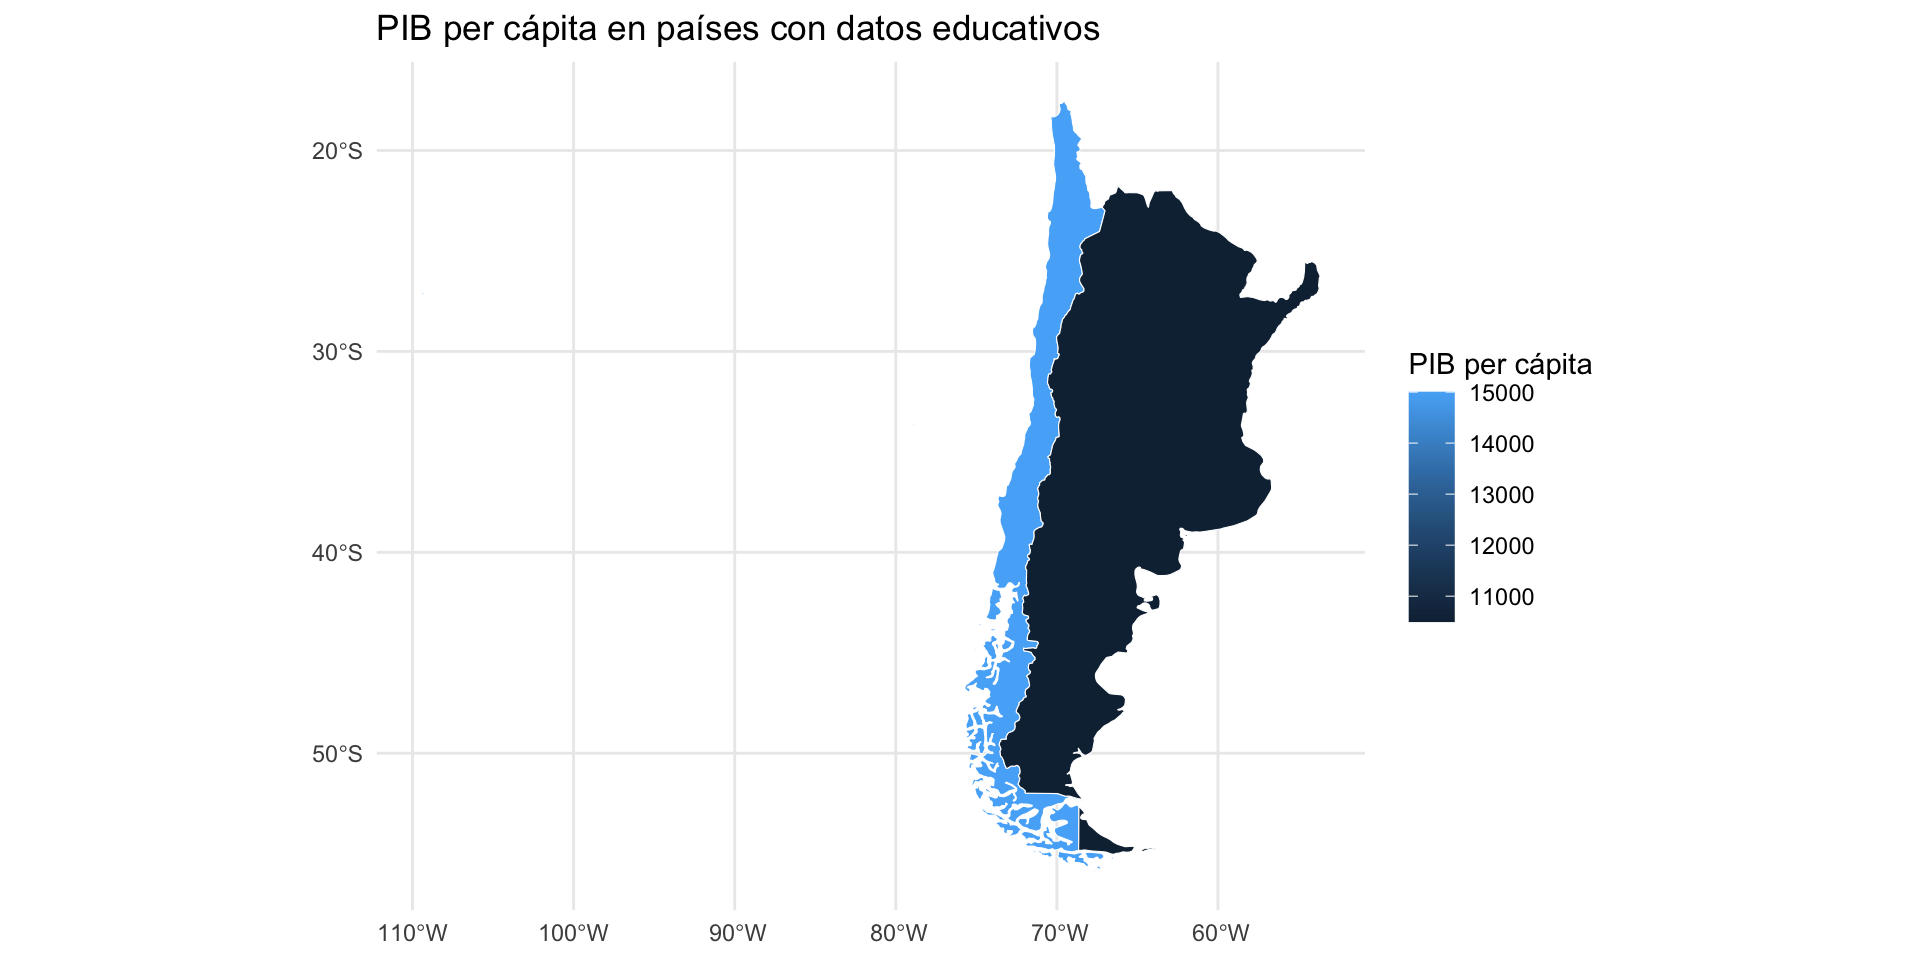 PIB per cápita en países con datos educativos
20°S
30°S
40°S
50°S
110°W
100°W
90°W
80°W
70°W
60°W
PIB per cápita
15000
14000
13000
12000
11000